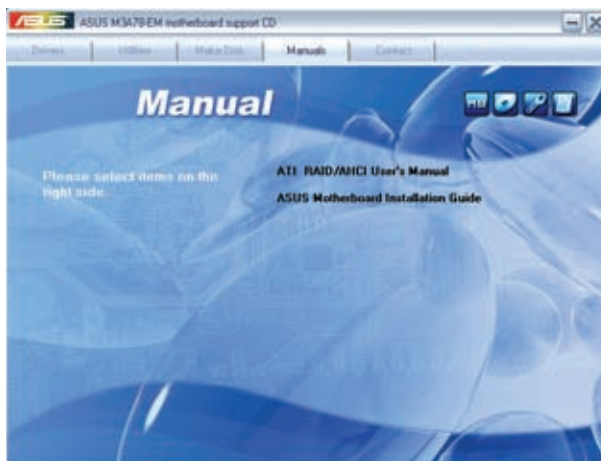 ASUS ASUS M3A78-EM motherboard support CD
Drivers Utilities Make Disk Manuals Contact
Manual
Please select items on the
right side.
ATI RAID/AHCI User's Manual
ASUS Motherboard Installation Guide